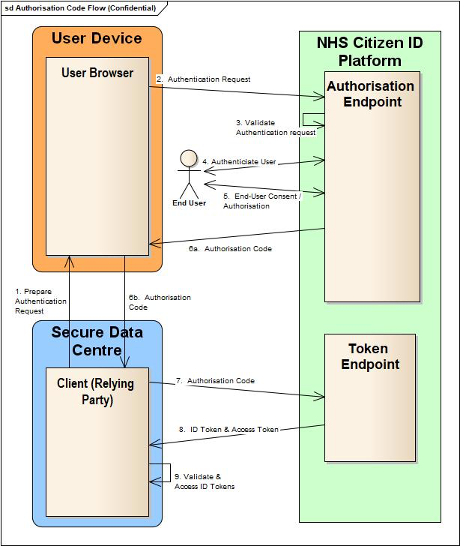 sd Authorisation Code Flow (Confidential)
User Device
User Browser
NHS Citizen ID
Platform
Authorisation
Endpoint
2. Authentication Request
3. Validate
Authentication request
4. Authenticiate User
End User
5. End-User Consent /
Authorisation
6a. Authorisation Code
1. Prepare
Authentication
Request
6b. Authorisation
Code
Secure Data
Centre
Client (Relying
Party)
Token
Endpoint
7. Authorisation Code
8. ID Token & Access Token
9. Validate &
Access ID Tokens